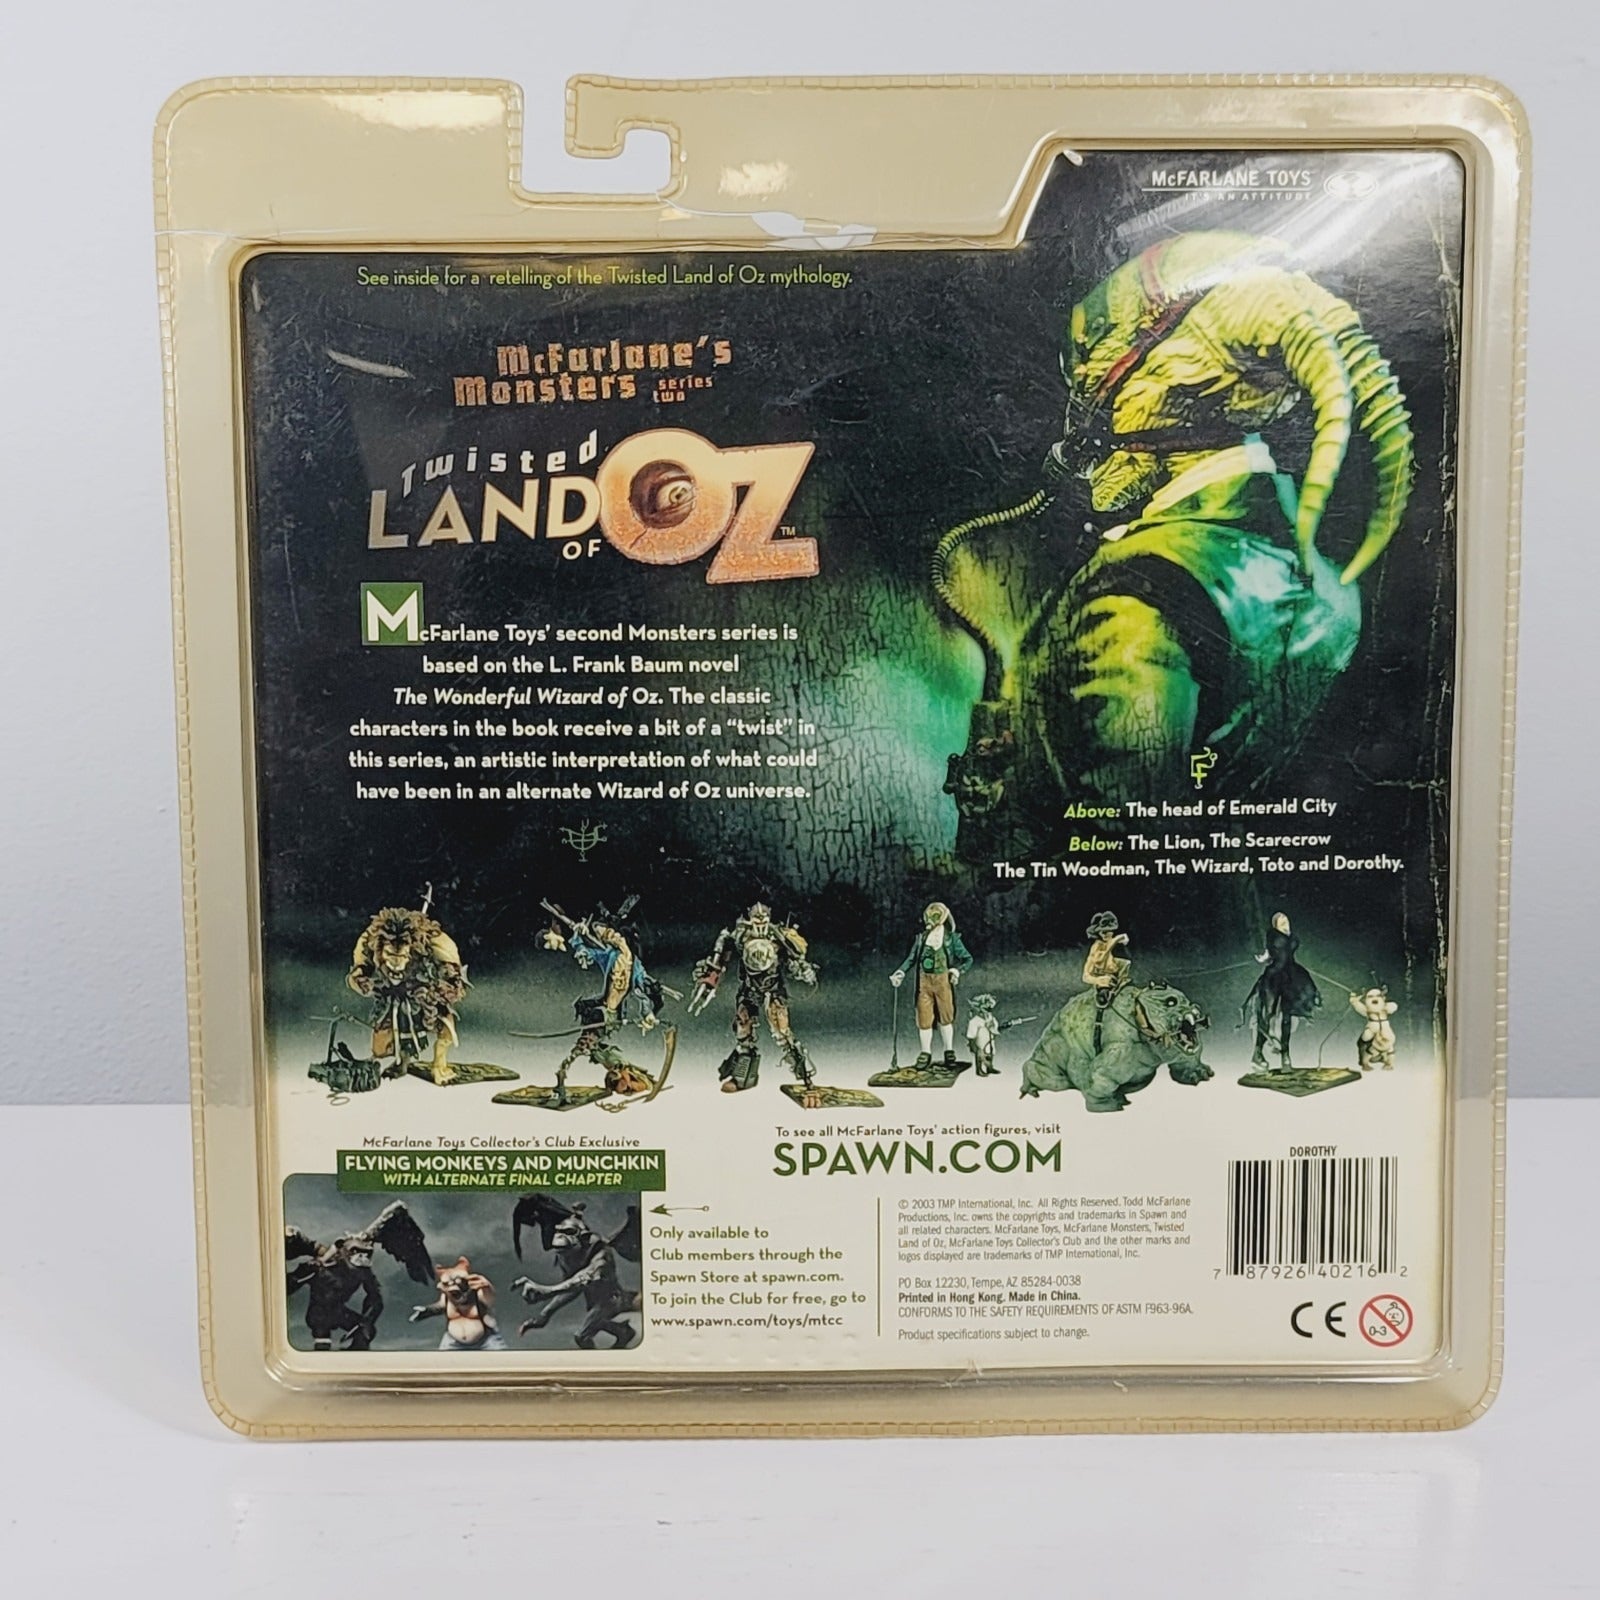 McFARLANE TOYS
IT'S AN ATTITUDE
See inside for a retelling of the Twisted Land of Oz mythology.
McFarlane's
Monsters series two
Twisted
LAND OF OZ™
McFarlane Toys' second Monsters series is
based on the L. Frank Baum novel
The Wonderful Wizard of Oz. The classic
characters in the book receive a bit of a "twist" in
this series, an artistic interpretation of what could
have been in an alternate Wizard of Oz universe.
Above: The head of Emerald City
Below: The Lion, The Scarecrow
The Tin Woodman, The Wizard, Toto and Dorothy.
McFarlane Toys Collector's Club Exclusive
FLYING MONKEYS AND MUNCHKIN
WITH ALTERNATE FINAL CHAPTER
Only available to
Club members through the
Spawn Store at spawn.com.
To join the Club for free, go to
www.spawn.com/toys/mtcc
To see all McFarlane Toys' action figures, visit
SPAWN.COM
© 2003 TMP International, Inc. All Rights Reserved. Todd McFarlane
Productions, Inc. owns the copyrights and trademarks in Spawn and
all related characters. McFarlane Toys, McFarlane Monsters, Twisted
Land of Oz, McFarlane Toys Collector's Club and the other marks and
logos displayed are trademarks of TMP International, Inc.
PO Box 12230, Tempe, AZ 85284-0038
Printed in Hong Kong. Made in China.
CONFORMS TO THE SAFETY REQUIREMENTS OF ASTM F963-96A.
Product specifications subject to change.
DOROTHY
7 87926 40216 2
CE
0-3